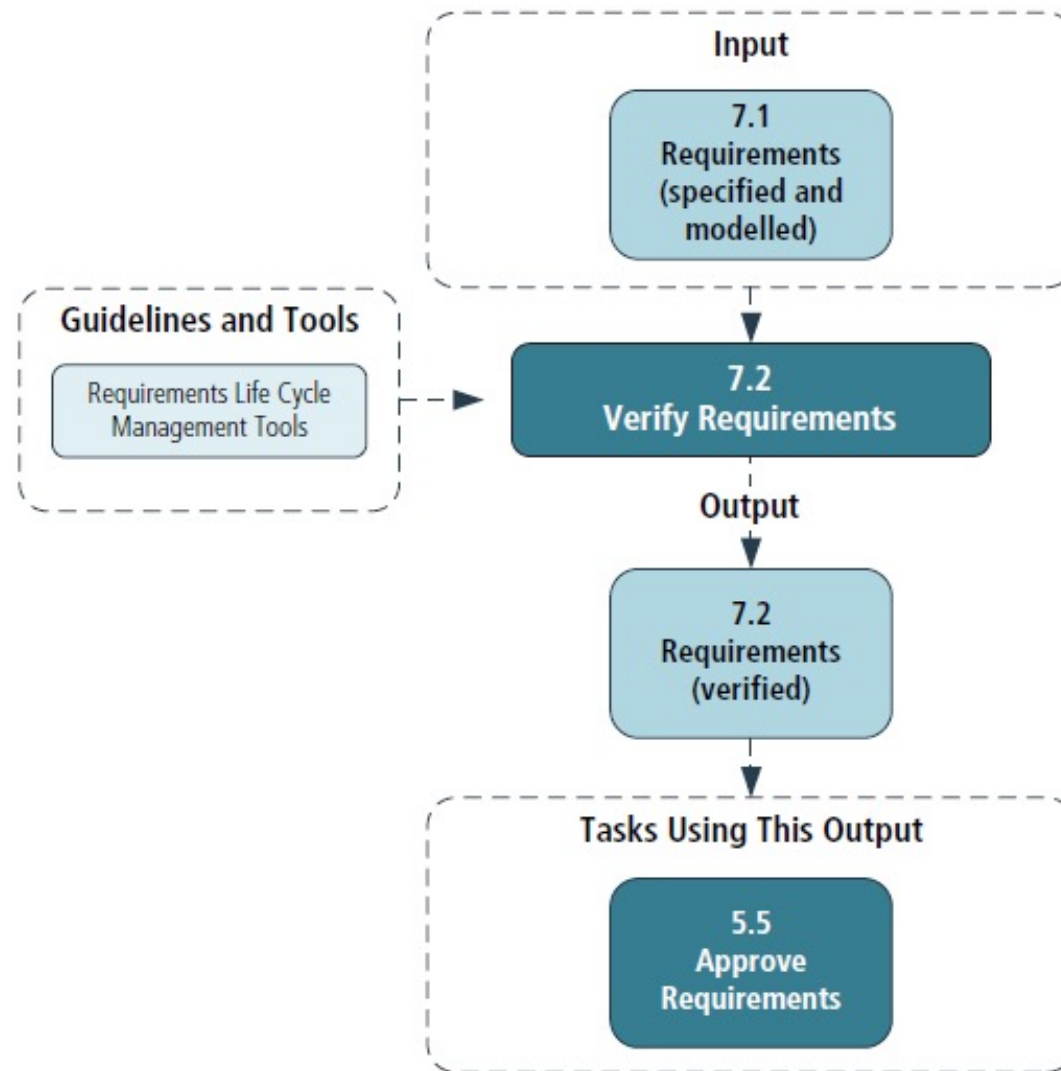 Input
7.1
Requirements
(specified and
modelled)
Guidelines and Tools
Requirements Life Cycle
Management Tools
7.2
Verify Requirements
Output
7.2
Requirements
(verified)
Tasks Using This Output
5.5
Approve
Requirements